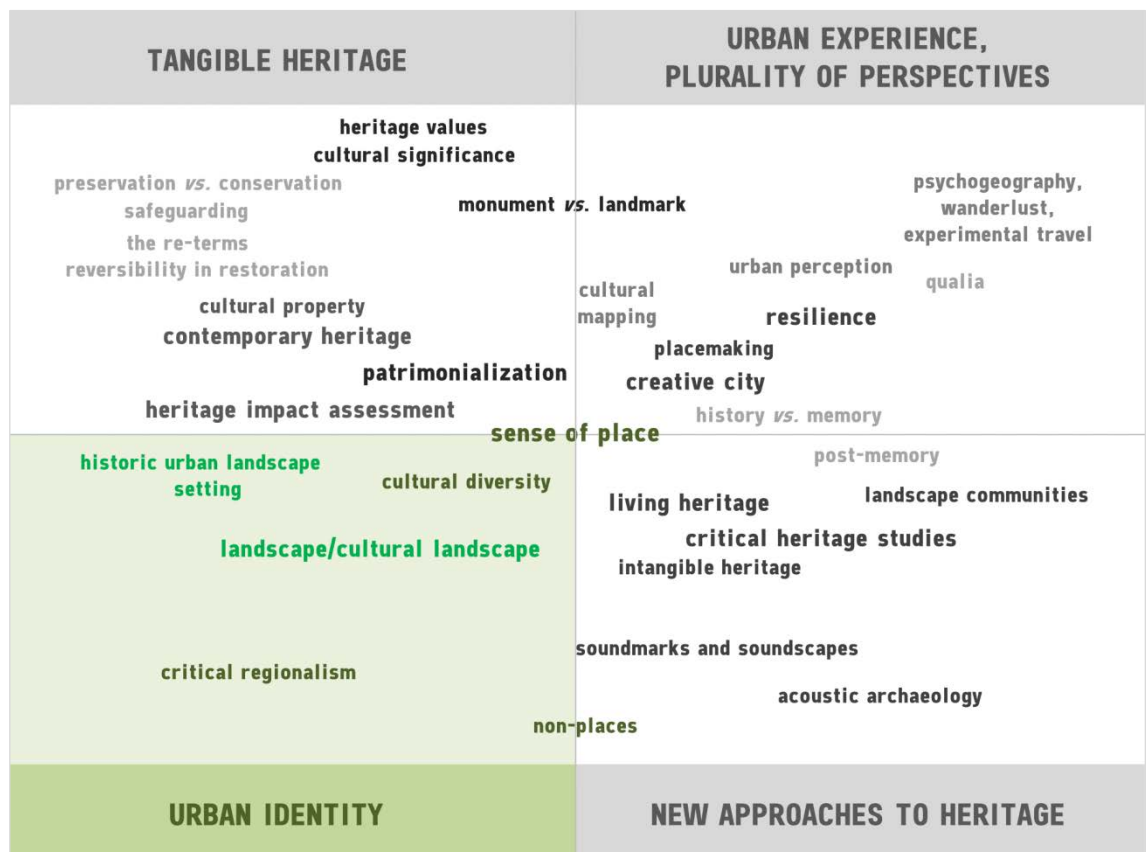 TANGIBLE HERITAGE
URBAN EXPERIENCE,
PLURALITY OF PERSPECTIVES
heritage values
cultural significance
preservation vs. conservation
safeguarding
monument vs. landmark
the re-terms
reversibility in restoration
cultural property
contemporary heritage
patrimonialization
heritage impact assessment
psychogeography,
wanderlust,
experimental travel
urban perception
qualia
cultural
mapping
resilience
placemaking
creative city
history vs. memory
sense of place
historic urban landscape
setting
cultural diversity
landscape/cultural landscape
critical regionalism
non-places
post-memory
landscape communities
living heritage
critical heritage studies
intangible heritage
soundmarks and soundscapes
acoustic archaeology
URBAN IDENTITY
NEW APPROACHES TO HERITAGE